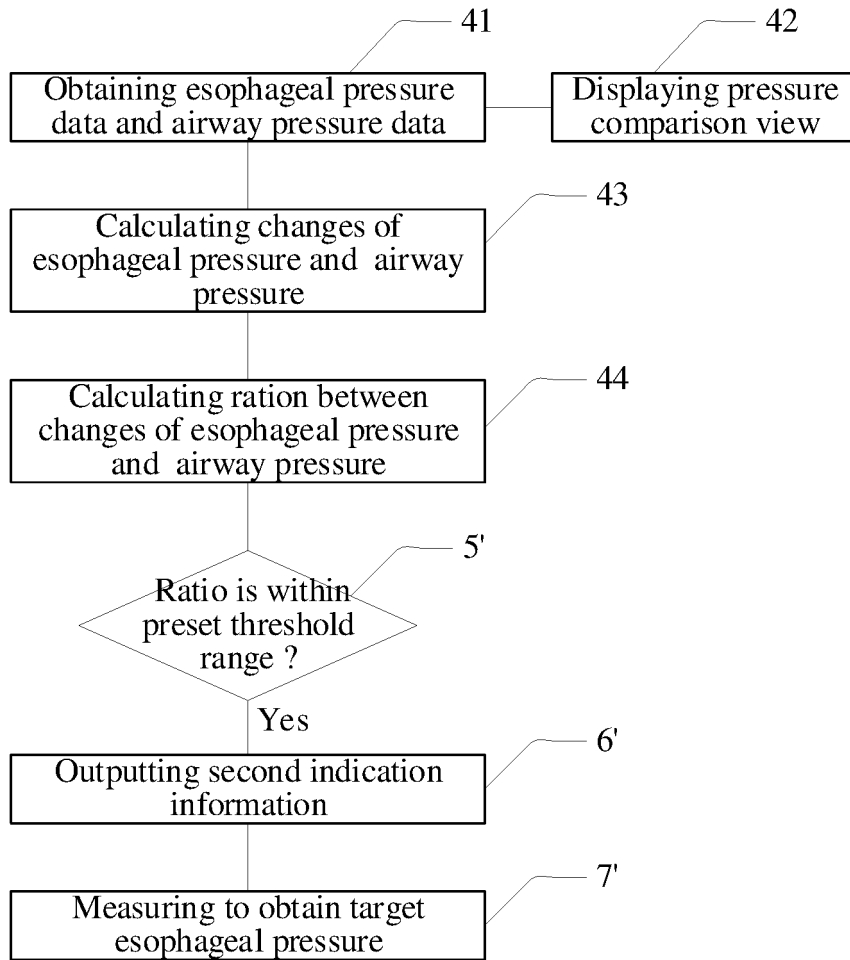 41
42
Obtaining esophageal pressure
data and airway pressure data
Displaying pressure
comparison view
43
Calculating changes of
esophageal pressure and airway
pressure
44
Calculating ration between
changes of esophageal pressure
and airway pressure
5'
Ratio is within
preset threshold
range ?
Yes
6'
Outputting second indication
information
7'
Measuring to obtain target
esophageal pressure